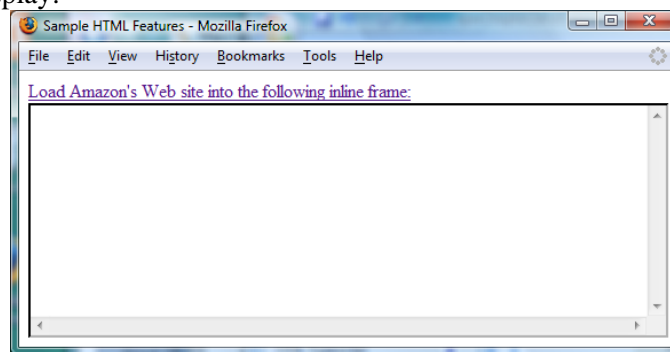 splay?
Sample HTML Features - Mozilla Firefox
File Edit View History Bookmarks Tools Help
Load Amazon's Web site into the following inline frame: